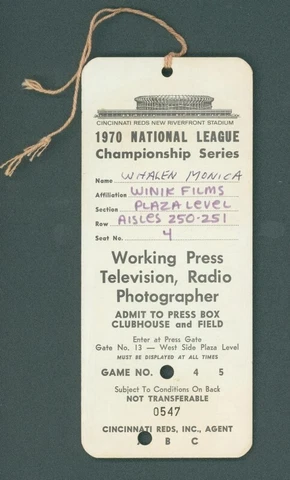 CINCINNATI REDS NEW RIVERFRONT STADIUM
1970 NATIONAL LEAGUE
Championship Series
Name WHALEN MONICA
Affiliation WINIK FILMS
Section PLAZA LEVEL
Row AISLES 250-251
Seat No. 4
Working Press
Television, Radio
Photographer
ADMIT TO PRESS BOX
CLUBHOUSE and FIELD
Enter at Press Gate
Gate No. 13 — West Side Plaza Level
MUST BE DISPLAYED AT ALL TIMES
GAME NO. 4 5
Subject To Conditions On Back
NOT TRANSFERABLE
0547
CINCINNATI REDS, INC., AGENT
B C